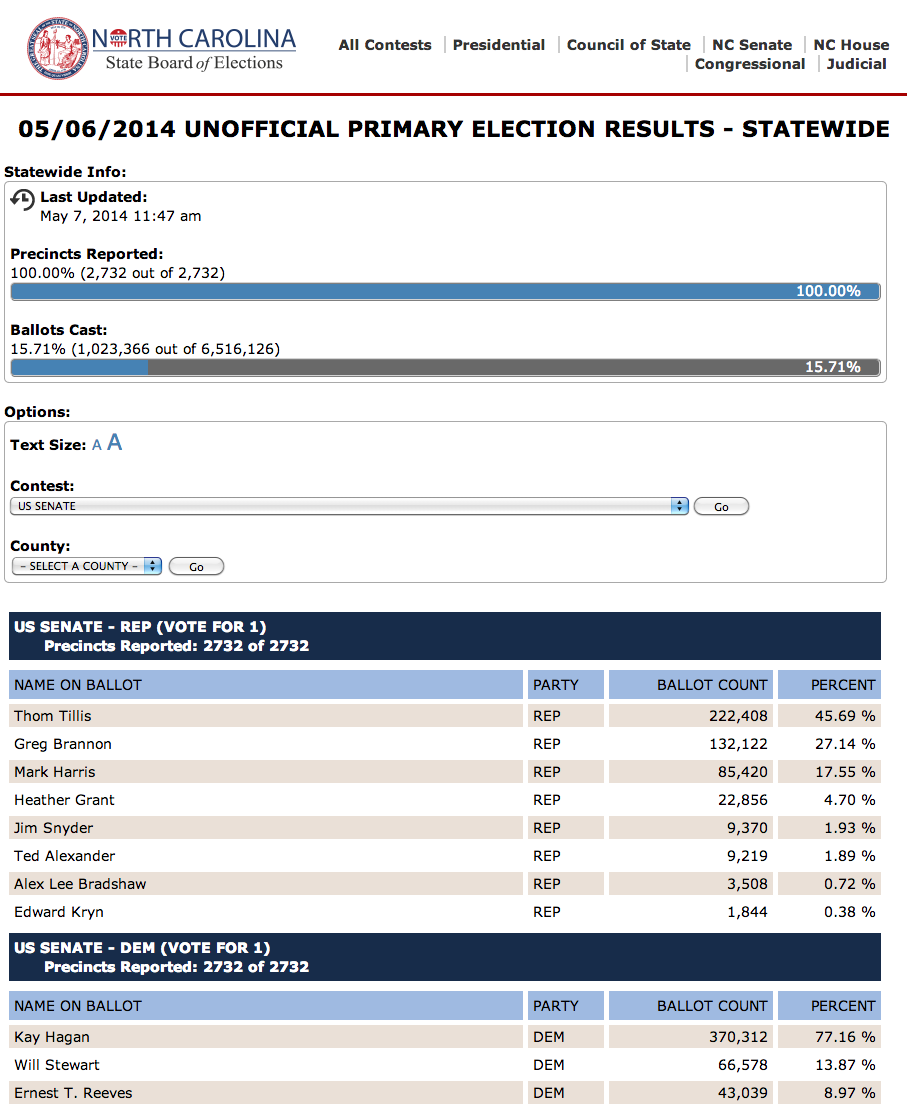 NORTH CAROLINA
State Board of Elections
VOTE
All Contests Presidential Council of State NC Senate NC House
Congressional Judicial
05/06/2014 UNOFFICIAL PRIMARY ELECTION RESULTS - STATEWIDE
Statewide Info:
Last Updated:
May 7, 2014 11:47 am
Precincts Reported:
100.00% (2,732 out of 2,732)
100.00%
Ballots Cast:
15.71% (1,023,366 out of 6,516,126)
15.71%
Options:
Text Size: A A
Contest:
US SENATE Go
County:
- SELECT A COUNTY - Go
US SENATE - REP (VOTE FOR 1)
Precincts Reported: 2732 of 2732
NAME ON BALLOT PARTY BALLOT COUNT PERCENT
Thom Tillis REP 222,408 45.69 %
Greg Brannon REP 132,122 27.14 %
Mark Harris REP 85,420 17.55 %
Heather Grant REP 22,856 4.70 %
Jim Snyder REP 9,370 1.93 %
Ted Alexander REP 9,219 1.89 %
Alex Lee Bradshaw REP 3,508 0.72 %
Edward Kryn REP 1,844 0.38 %
US SENATE - DEM (VOTE FOR 1)
Precincts Reported: 2732 of 2732
NAME ON BALLOT PARTY BALLOT COUNT PERCENT
Kay Hagan DEM 370,312 77.16 %
Will Stewart DEM 66,578 13.87 %
Ernest T. Reeves DEM 43,039 8.97 %